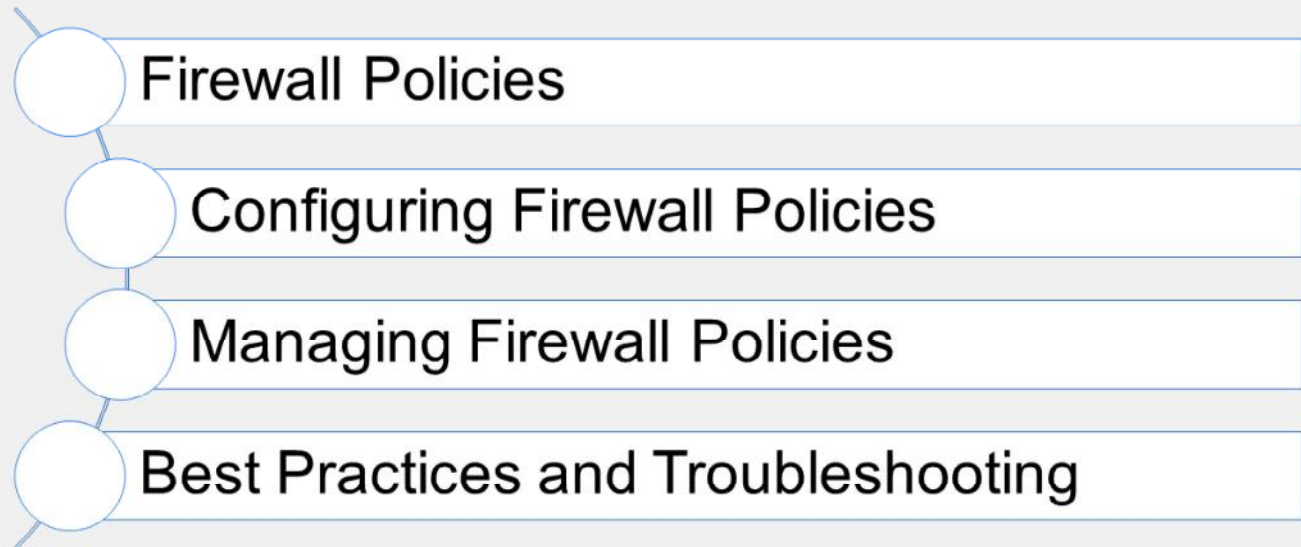 Firewall Policies
Configuring Firewall Policies
Managing Firewall Policies
Best Practices and Troubleshooting